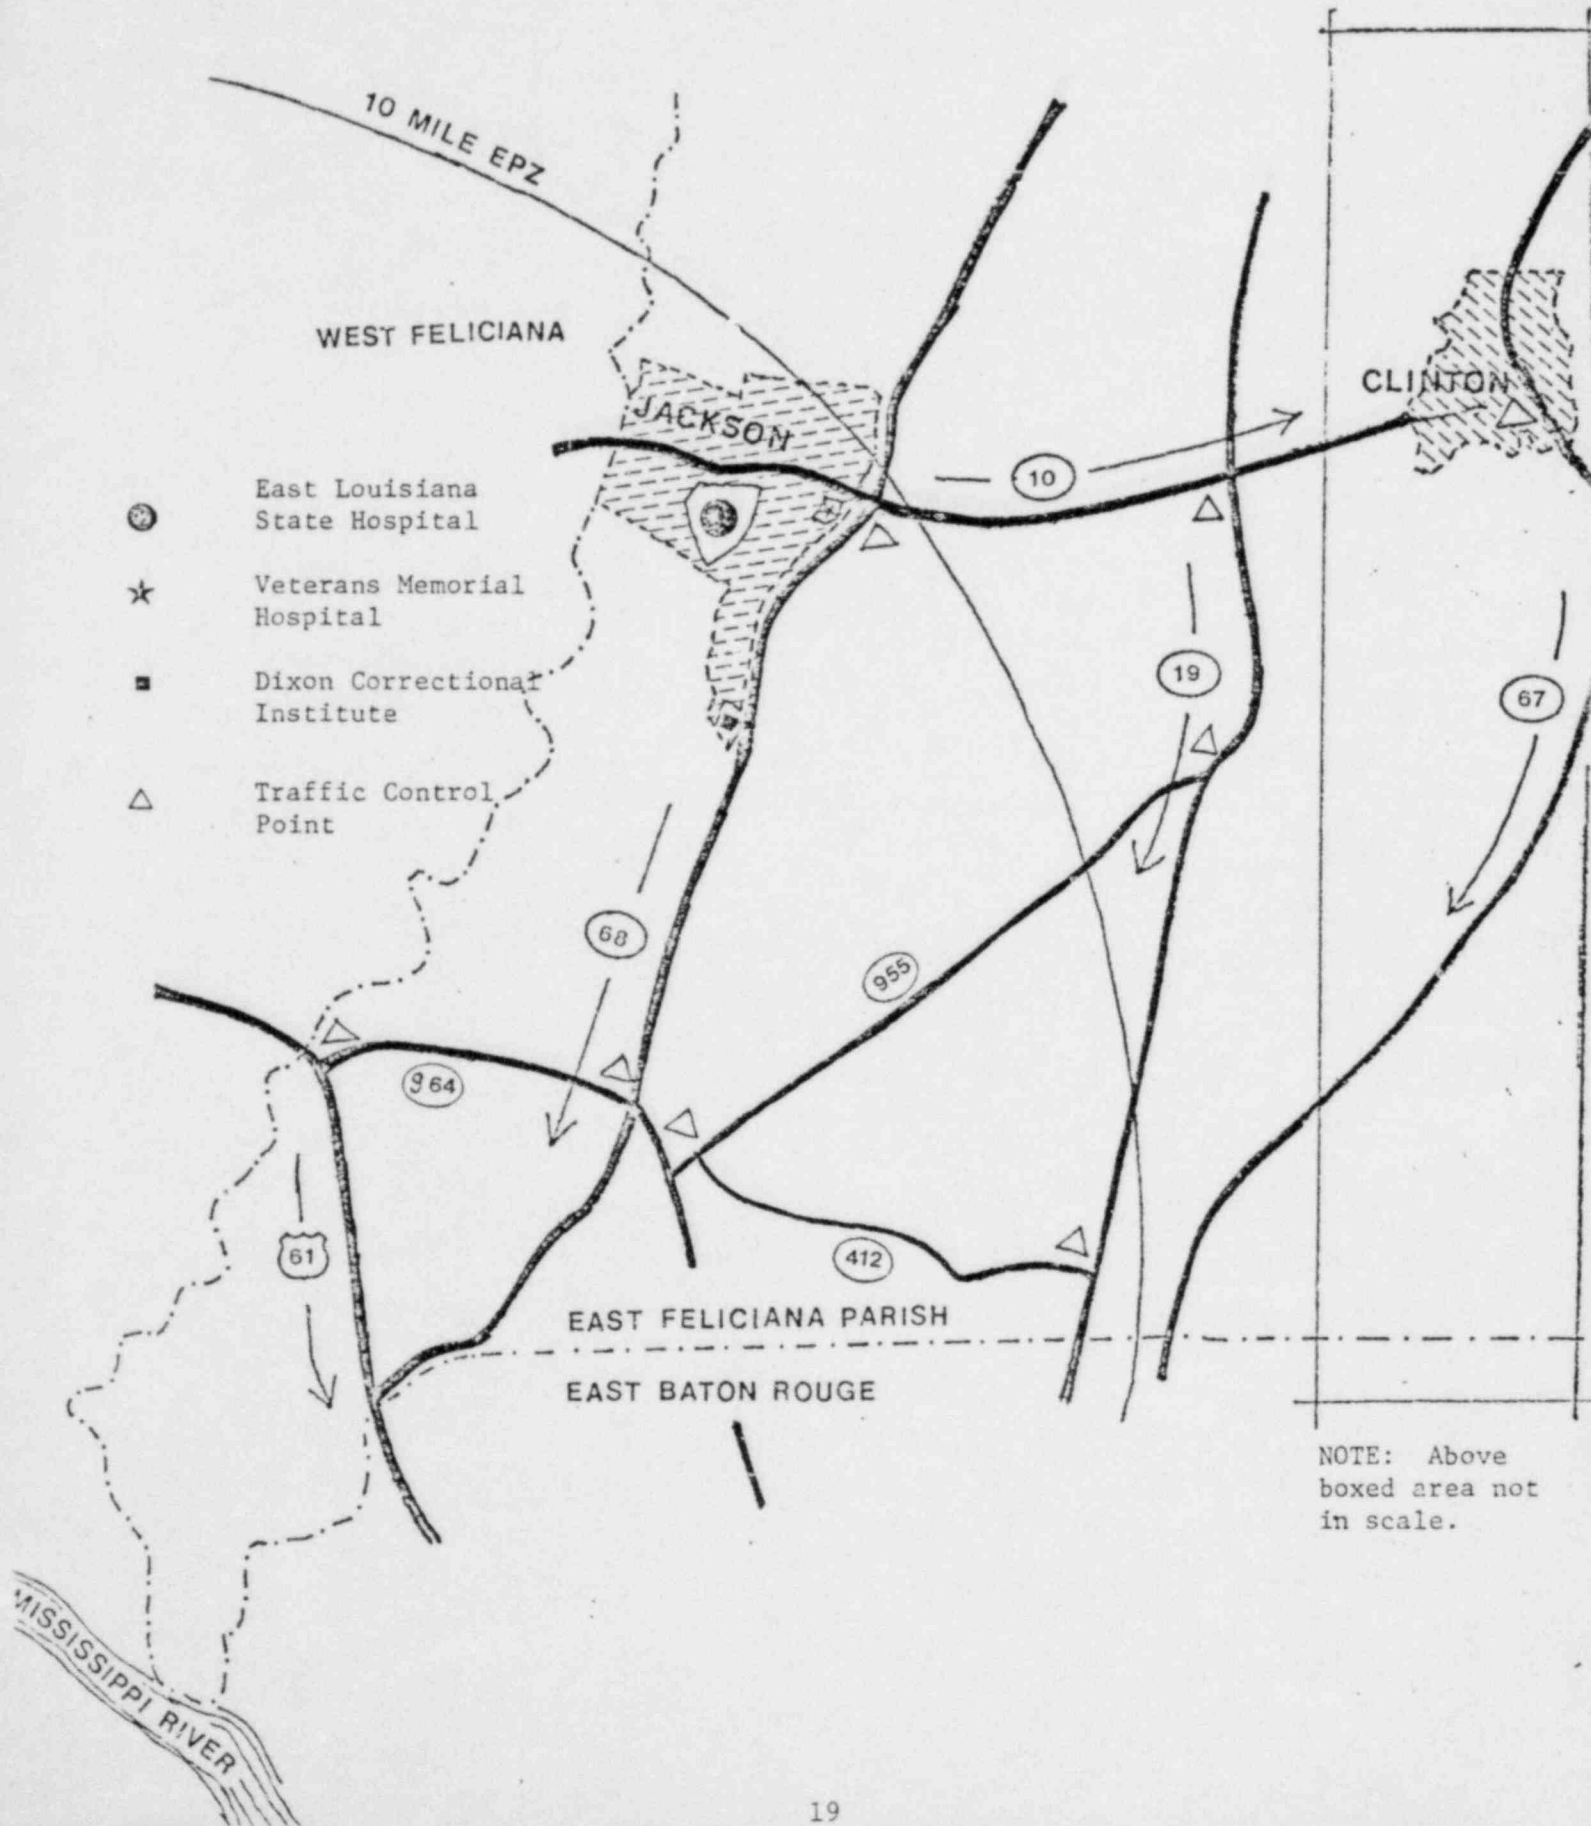 10 MILE EPZ
WEST FELICIANA
JACKSON
CLINTON
10
East Louisiana
State Hospital
Veterans Memorial
Hospital
Dixon Correctional
Institute
Traffic Control
Point
19
67
68
955
964
61
412
EAST FELICIANA PARISH
EAST BATON ROUGE
NOTE: Above
boxed area not
in scale.
MISSISSIPPI RIVER
19